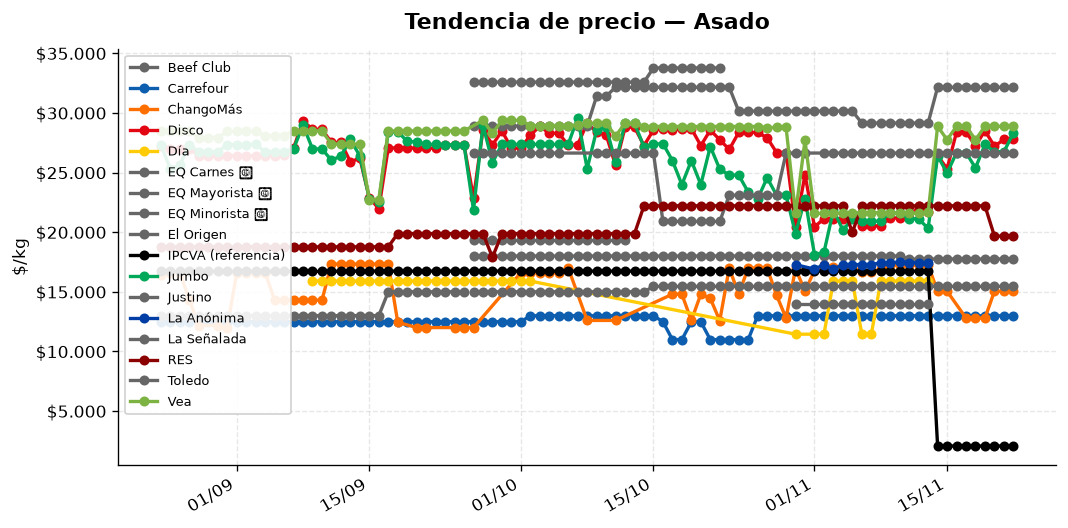 Tendencia de precio — Asado
$/kg
$35.000
$30.000
$25.000
$20.000
$15.000
$10.000
$5.000
Beef Club
Carrefour
ChangoMás
Disco
Día
EQ Carnes
EQ Mayorista
EQ Minorista
El Origen
IPCVA (referencia)
Jumbo
Justino
La Anónima
La Señalada
RES
Toledo
Vea
01/09
15/09
01/10
15/10
01/11
15/11